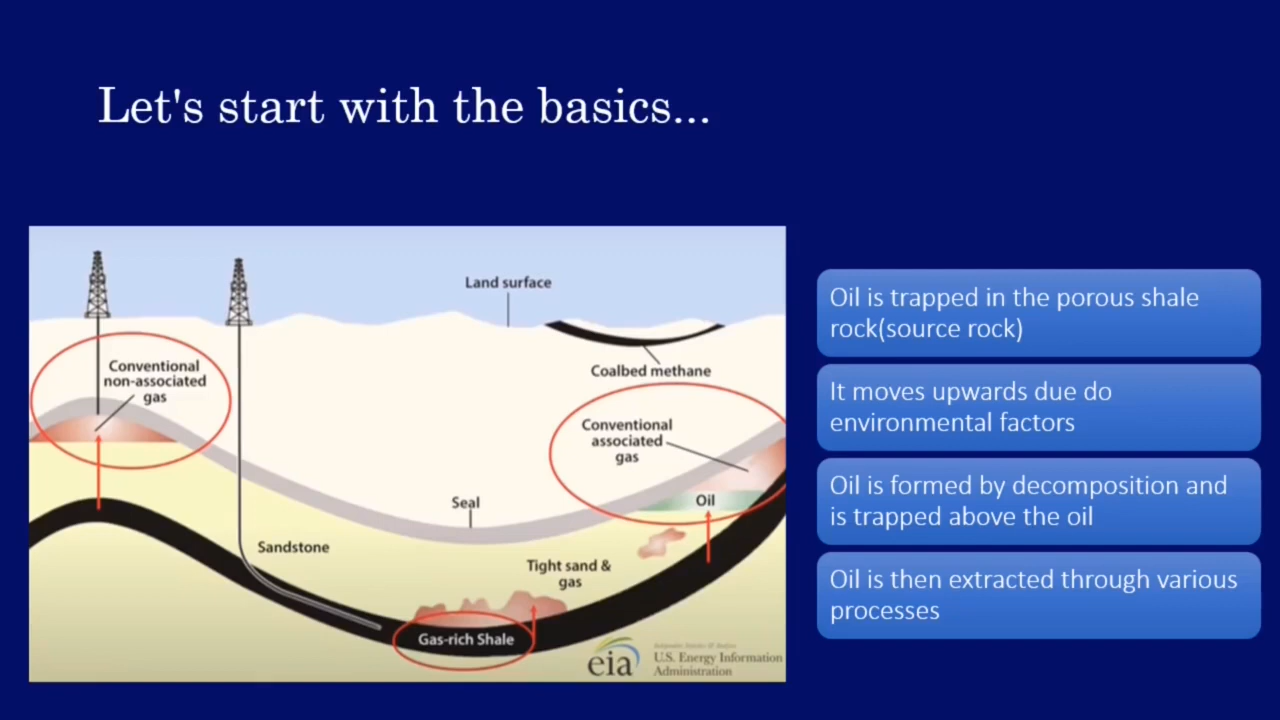 Let's start with the basics...
Land surface
Conventional
non-associated
gas
Coalbed methane
Conventional
associated
gas
Seal
Oil
Sandstone
Tight sand &
gas
Gas-rich Shale
eia
U.S. Energy Information
Administration
Oil is trapped in the porous shale
rock(source rock)
It moves upwards due do
environmental factors
Oil is formed by decomposition and
is trapped above the oil
Oil is then extracted through various
processes